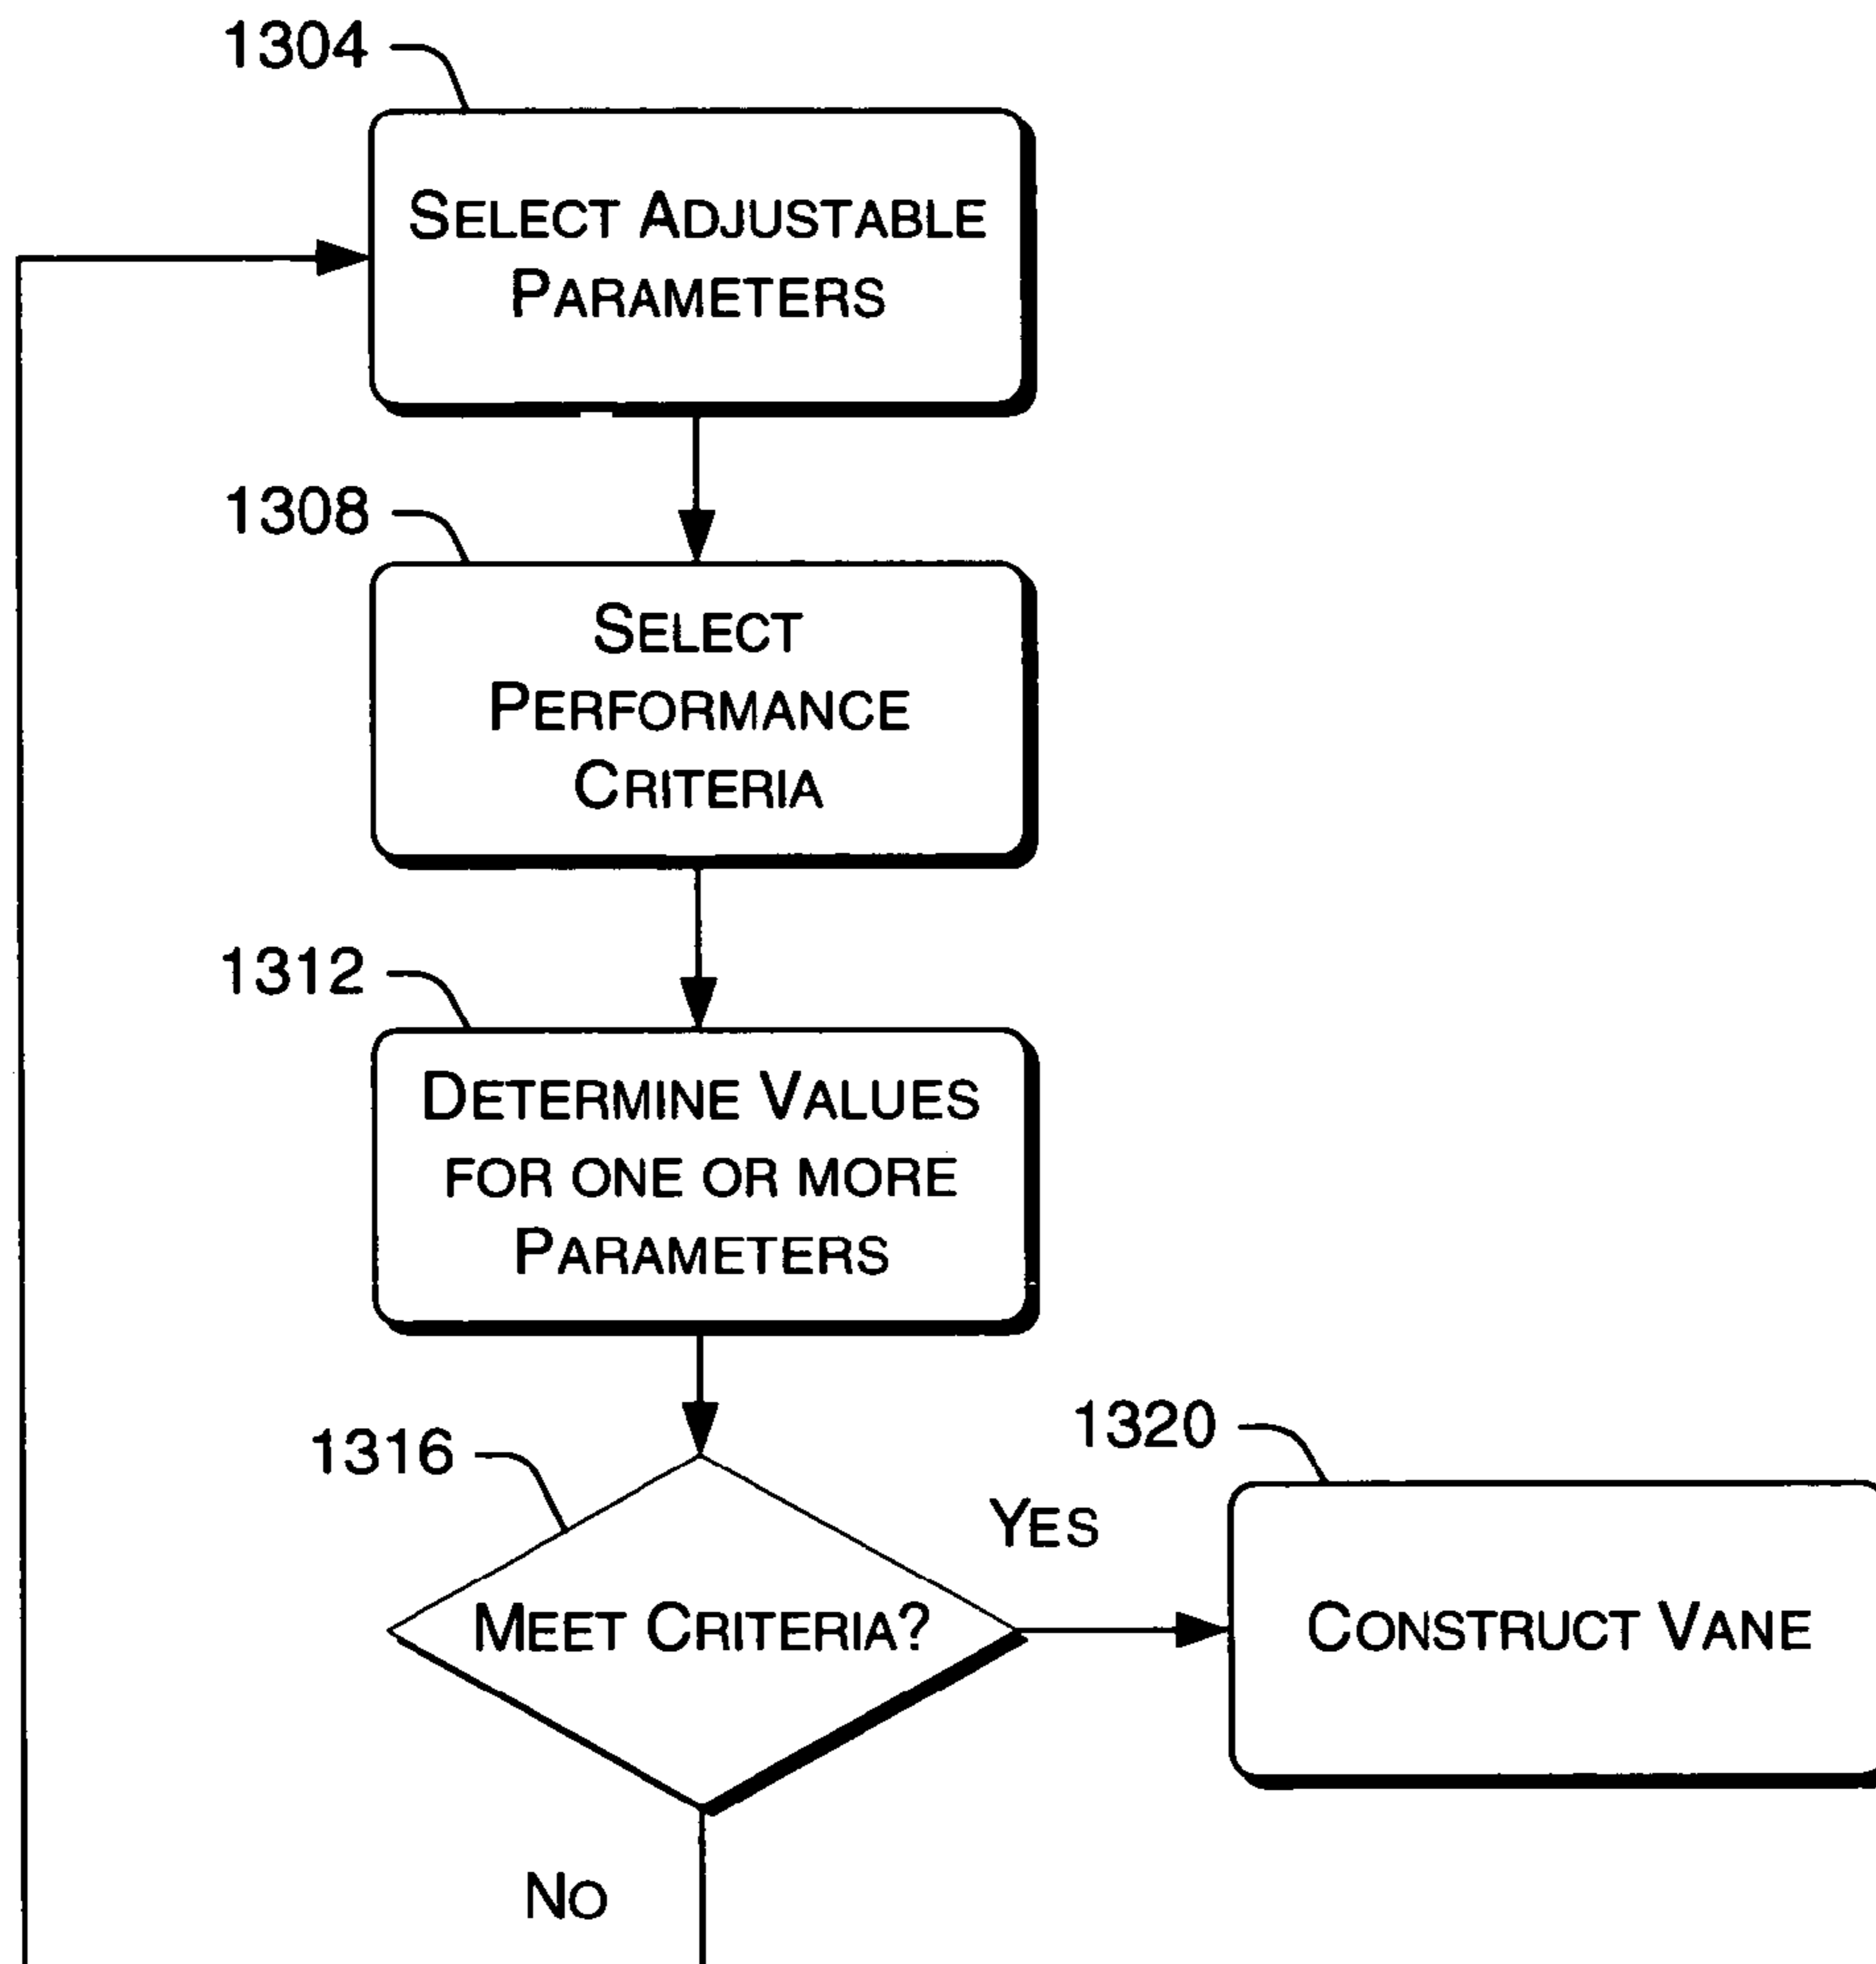 1304
SELECT ADJUSTABLE
PARAMETERS
1308
SELECT
PERFORMANCE
CRITERIA
1312
DETERMINE VALUES
FOR ONE OR MORE
PARAMETERS
1316
MEET CRITERIA?
YES
1320
CONSTRUCT VANE
NO